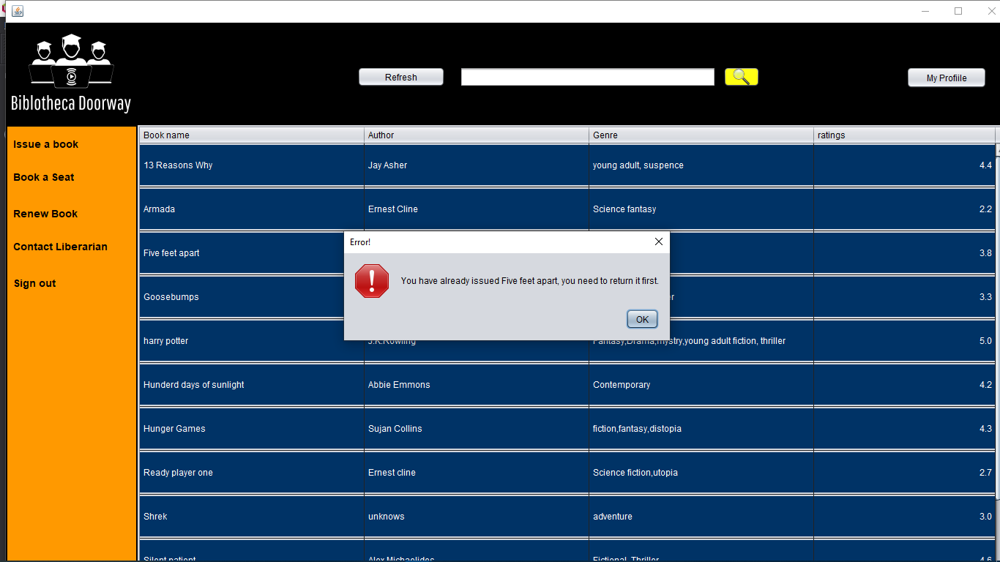 Biblotheca Doorway
Refresh
My Profiile
Issue a book
Book a Seat
Renew Book
Contact Liberarian
Sign out
Book name Author Genre ratings
13 Reasons Why Jay Asher young adult, suspence 4.4
Armada Ernest Cline Science fantasy 2.2
Five feet apart 3.8
Error!
You have already issued Five feet apart, you need to return it first.
OK
Goosebumps 3.3
harry potter J.K.Rowling Fantasy,Drama,mystry,young adult fiction, thriller 5.0
Hunderd days of sunlight Abbie Emmons Contemporary 4.2
Hunger Games Sujan Collins fiction,fantasy,distopia 4.3
Ready player one Ernest cline Science fiction,utopia 2.7
Shrek unknows adventure 3.0
Silent patient Alex Michaelides Fictional, Thriller 4.6